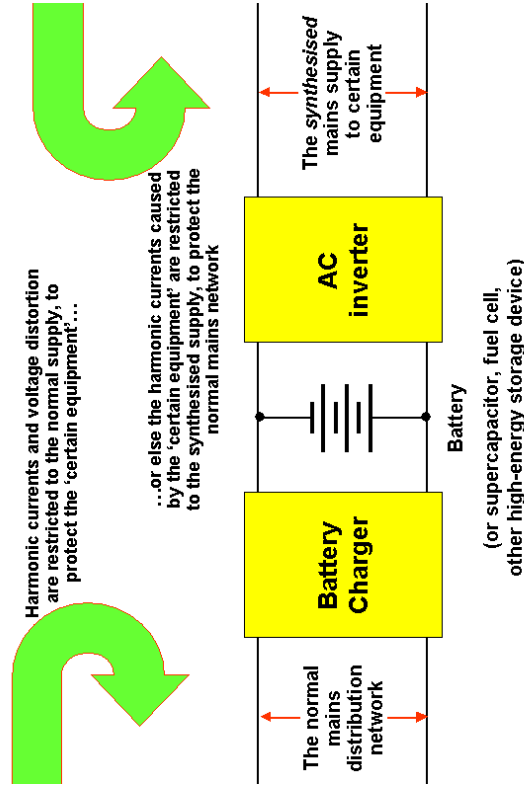 Harmonic currents and voltage distortion
are restricted to the normal supply, to
protect the ‘certain equipment’...
...or else the harmonic currents caused
by the ‘certain equipment’ are restricted
to the synthesised supply, to protect the
normal mains network
The normal
mains
distribution
network
Battery
Charger
AC
inverter
The synthesised
mains supply
to certain
equipment
Battery
(or supercapacitor, fuel cell,
other high-energy storage device)